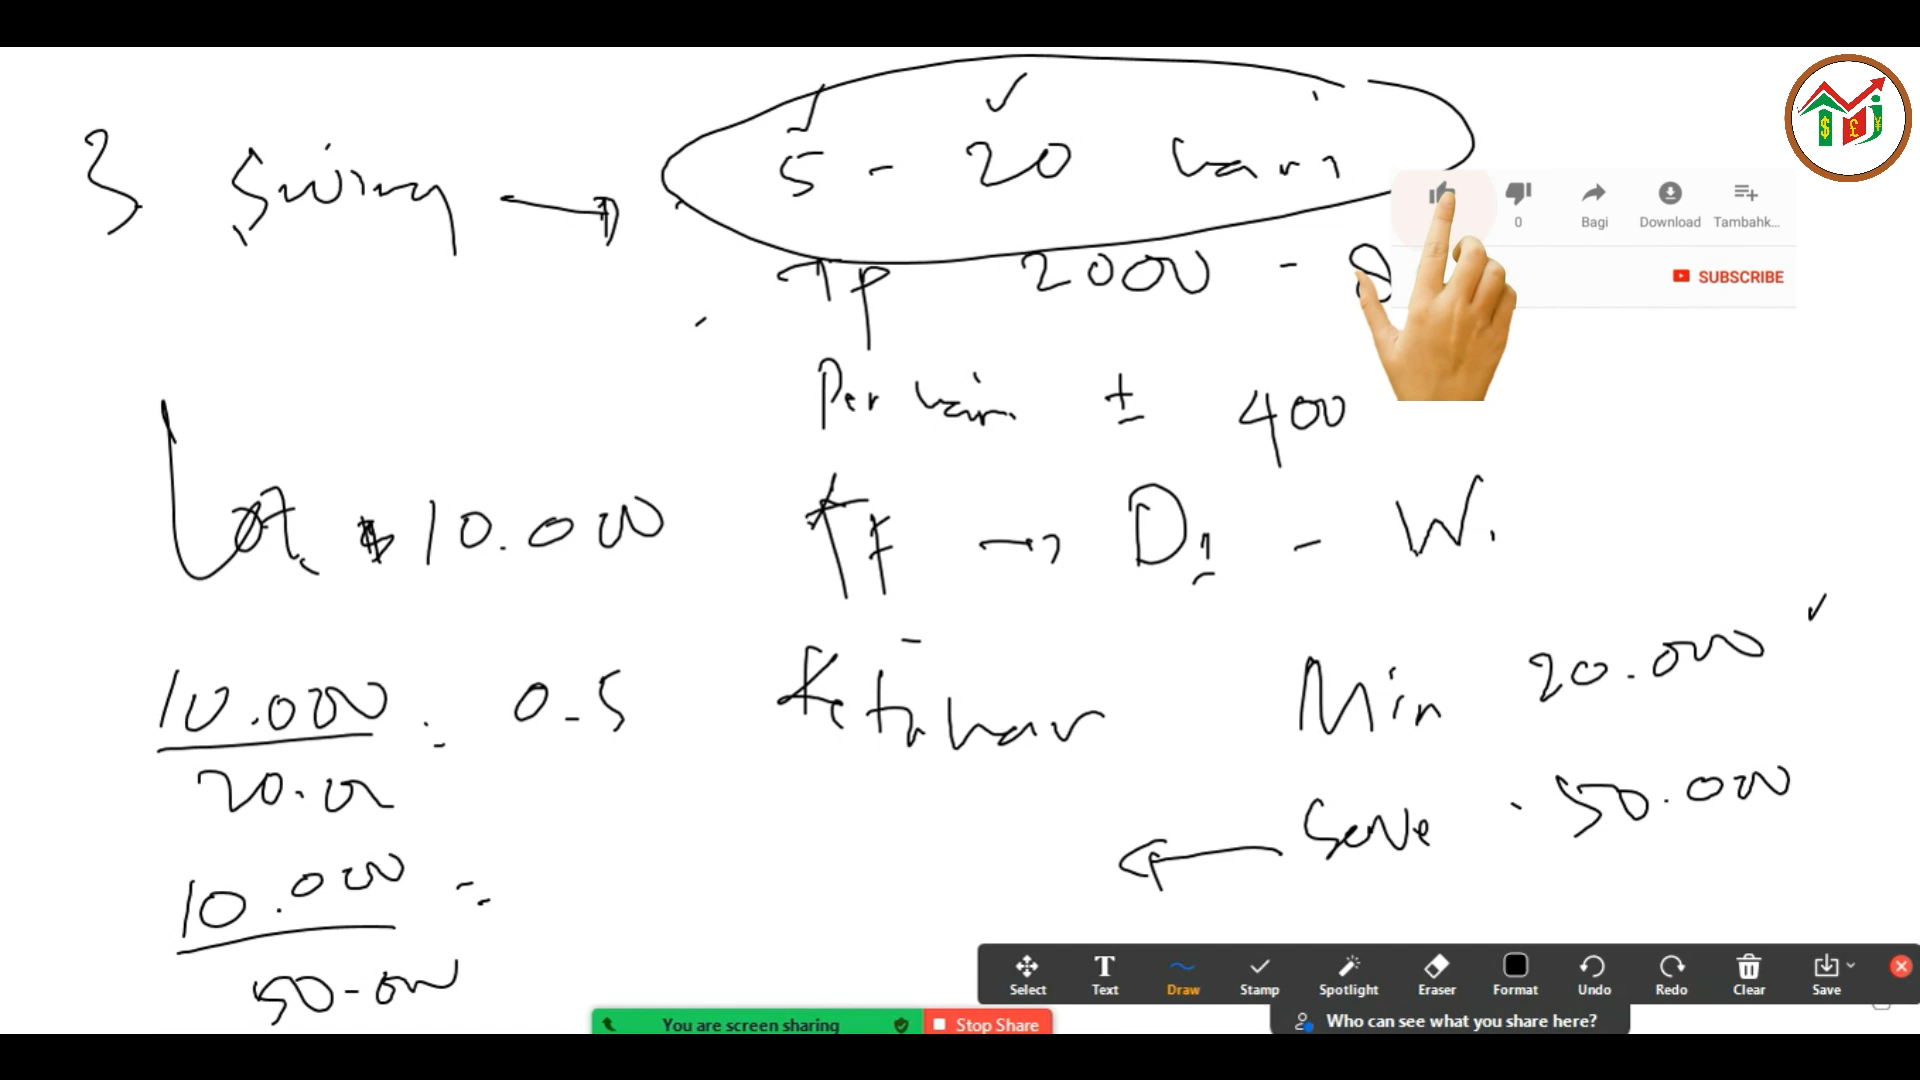 3 Swing → 5 - 20 hari
TP 2000 - 8
Per hari ± 400
Lot $ 10.000 TF → D1 - W.
10.000 = 0.5 Ketahan Min 20.000
20.00
Save 50.000
10.000 =
50.000
0
Bagi
Download
Tambahk...
SUBSCRIBE
Select
Text
Draw
Stamp
Spotlight
Eraser
Format
Undo
Redo
Clear
Save
You are screen sharing
Stop Share
Who can see what you share here?